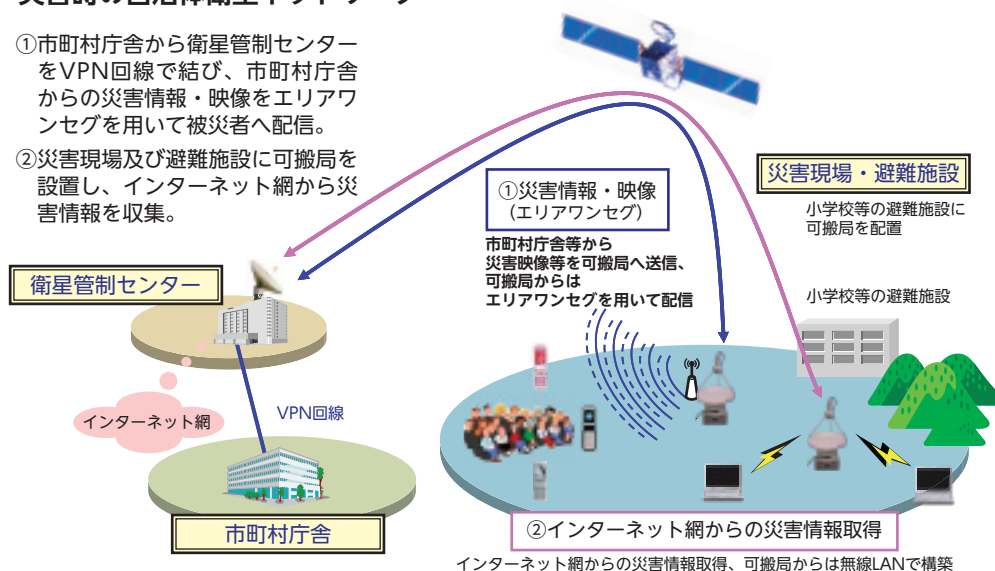 ①市町村庁舎から衛星管制センター
をVPN回線で結び、市町村庁舎
からの災害情報・映像をエリアワ
ンセグを用いて被災者へ配信。
②災害現場及び避難施設に可搬局を
設置し、インターネット網から災
害情報を収集。
①災害情報・映像
(エリアワンセグ)
市町村庁舎等から
災害映像等を可搬局へ送信、
可搬局からは
エリアワンセグを用いて配信
災害現場・避難施設
小学校等の避難施設に
可搬局を配置
小学校等の避難施設
衛星管制センター
インターネット網
VPN回線
市町村庁舎
②インターネット網からの災害情報取得
インターネット網からの災害情報取得、可搬局からは無線LANで構築